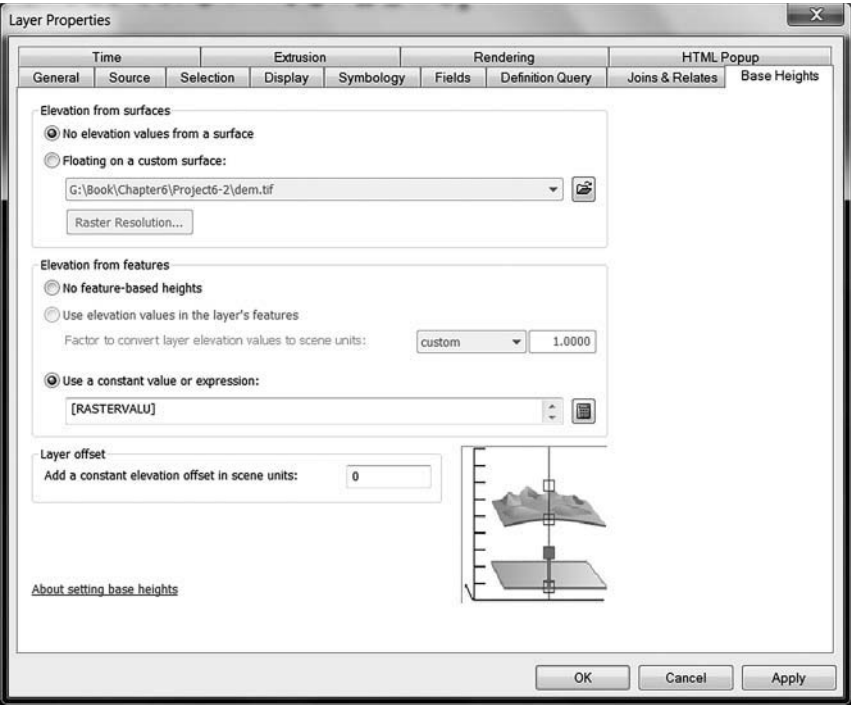 Layer Properties
Time Extrusion Rendering HTML Popup
General Source Selection Display Symbology Fields Definition Query Joins & Relates Base Heights
Elevation from surfaces
No elevation values from a surface
Floating on a custom surface:
G:\Book\Chapter6\Project6-2\dem.tif
Raster Resolution...
Elevation from features
No feature-based heights
Use elevation values in the layer's features
Factor to convert layer elevation values to scene units: custom 1.0000
Use a constant value or expression:
[RASTERVALU]
Layer offset
Add a constant elevation offset in scene units: 0
About setting base heights
OK Cancel Apply